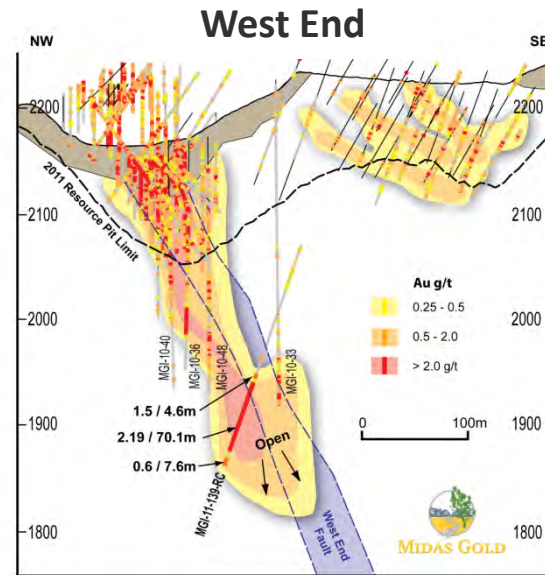 West End
NW
SE
2200
2200
2011 Resource Pit Limit
2100
2100
Au g/t
0.25 - 0.5
0.5 - 2.0
> 2.0 g/t
2000
2000
MGI-10-40
MGI-10-36
MGI-10-48
MGI-10-33
1.5 / 4.6m
2.19 / 70.1m
0.6 / 7.6m
MGI-11-139-RC
Open
0
100m
1900
1900
West End
Fault
MIDAS GOLD
1800
1800